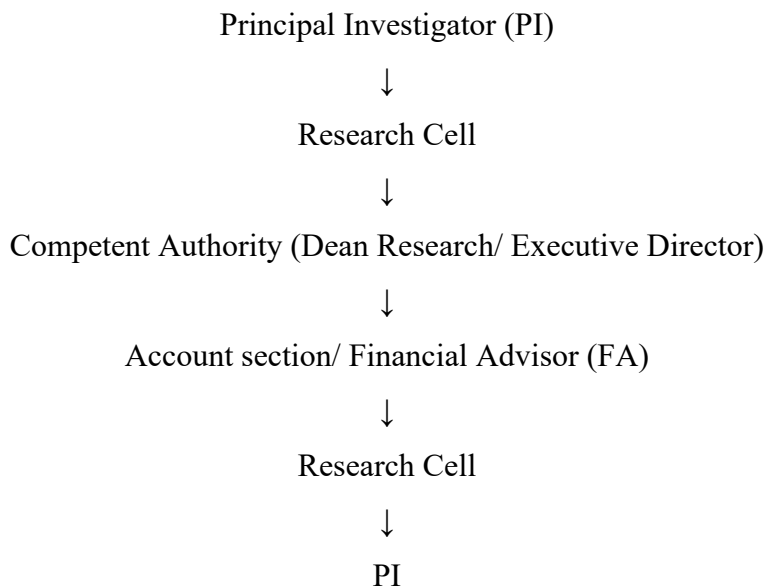 Principal Investigator (PI)
↓
Research Cell
↓
Competent Authority (Dean Research/ Executive Director)
↓
Account section/ Financial Advisor (FA)
↓
Research Cell
↓
PI